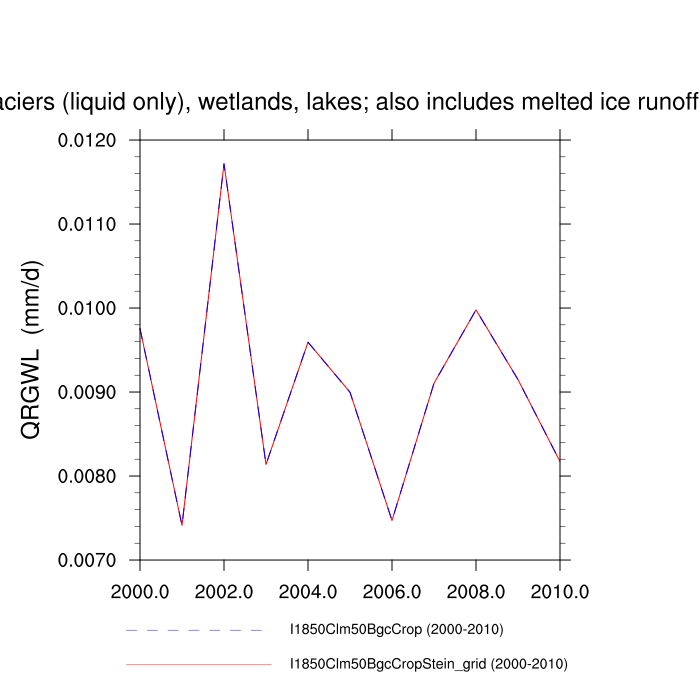 aciers (liquid only), wetlands, lakes; also includes melted ice runoff
0.0120
0.0110
0.0100
0.0090
0.0080
0.0070
QRGWL (mm/d)
2000.0 2002.0 2004.0 2006.0 2008.0 2010.0
I1850Clm50BgcCrop (2000-2010)
I1850Clm50BgcCropStein_grid (2000-2010)